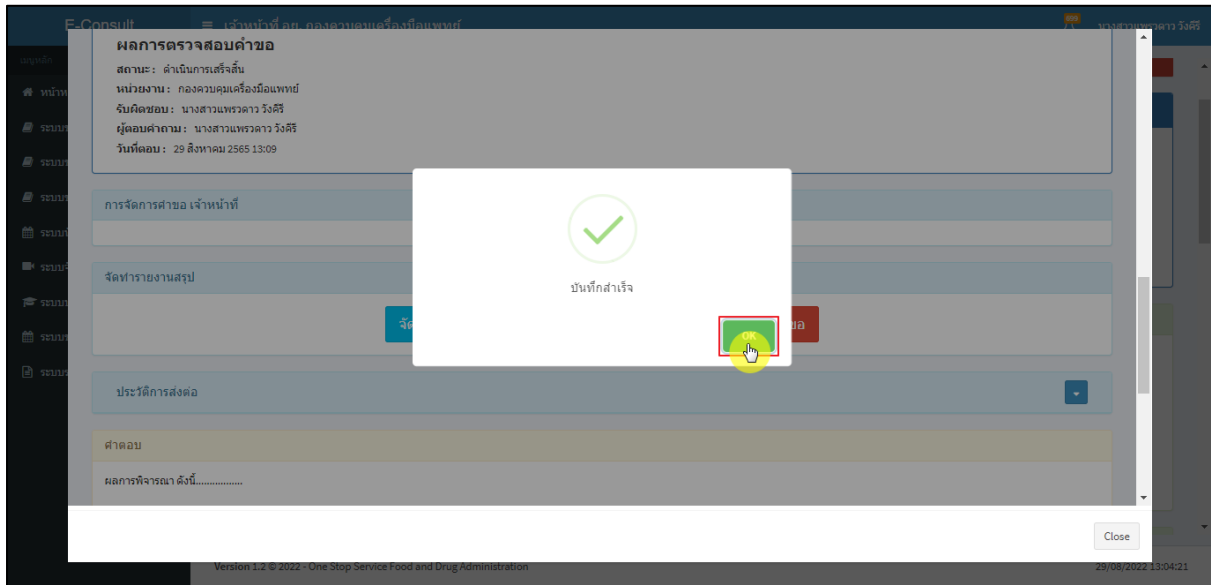 E-Consult
เจ้าหน้าที่ อย. กองควบคุมเครื่องมือแพทย์
นางสาวแพรวดาว วังคีรี
เมนูหลัก
ผลการตรวจสอบคำขอ
สถานะ : ดำเนินการเสร็จสิ้น
หน่วยงาน : กองควบคุมเครื่องมือแพทย์
รับผิดชอบ : นางสาวแพรวดาว วังคีรี
ผู้ตอบคำถาม : นางสาวแพรวดาว วังคีรี
วันที่ตอบ : 29 สิงหาคม 2565 13:09
การจัดการคำขอ เจ้าหน้าที่
จัดทำรายงานสรุป
บันทึกสำเร็จ
OK
ประวัติการส่งต่อ
คำตอบ
ผลการพิจารณา ดังนี้................
Close
Version 1.2 © 2022 - One Stop Service Food and Drug Administration
29/08/2022 13:04:21